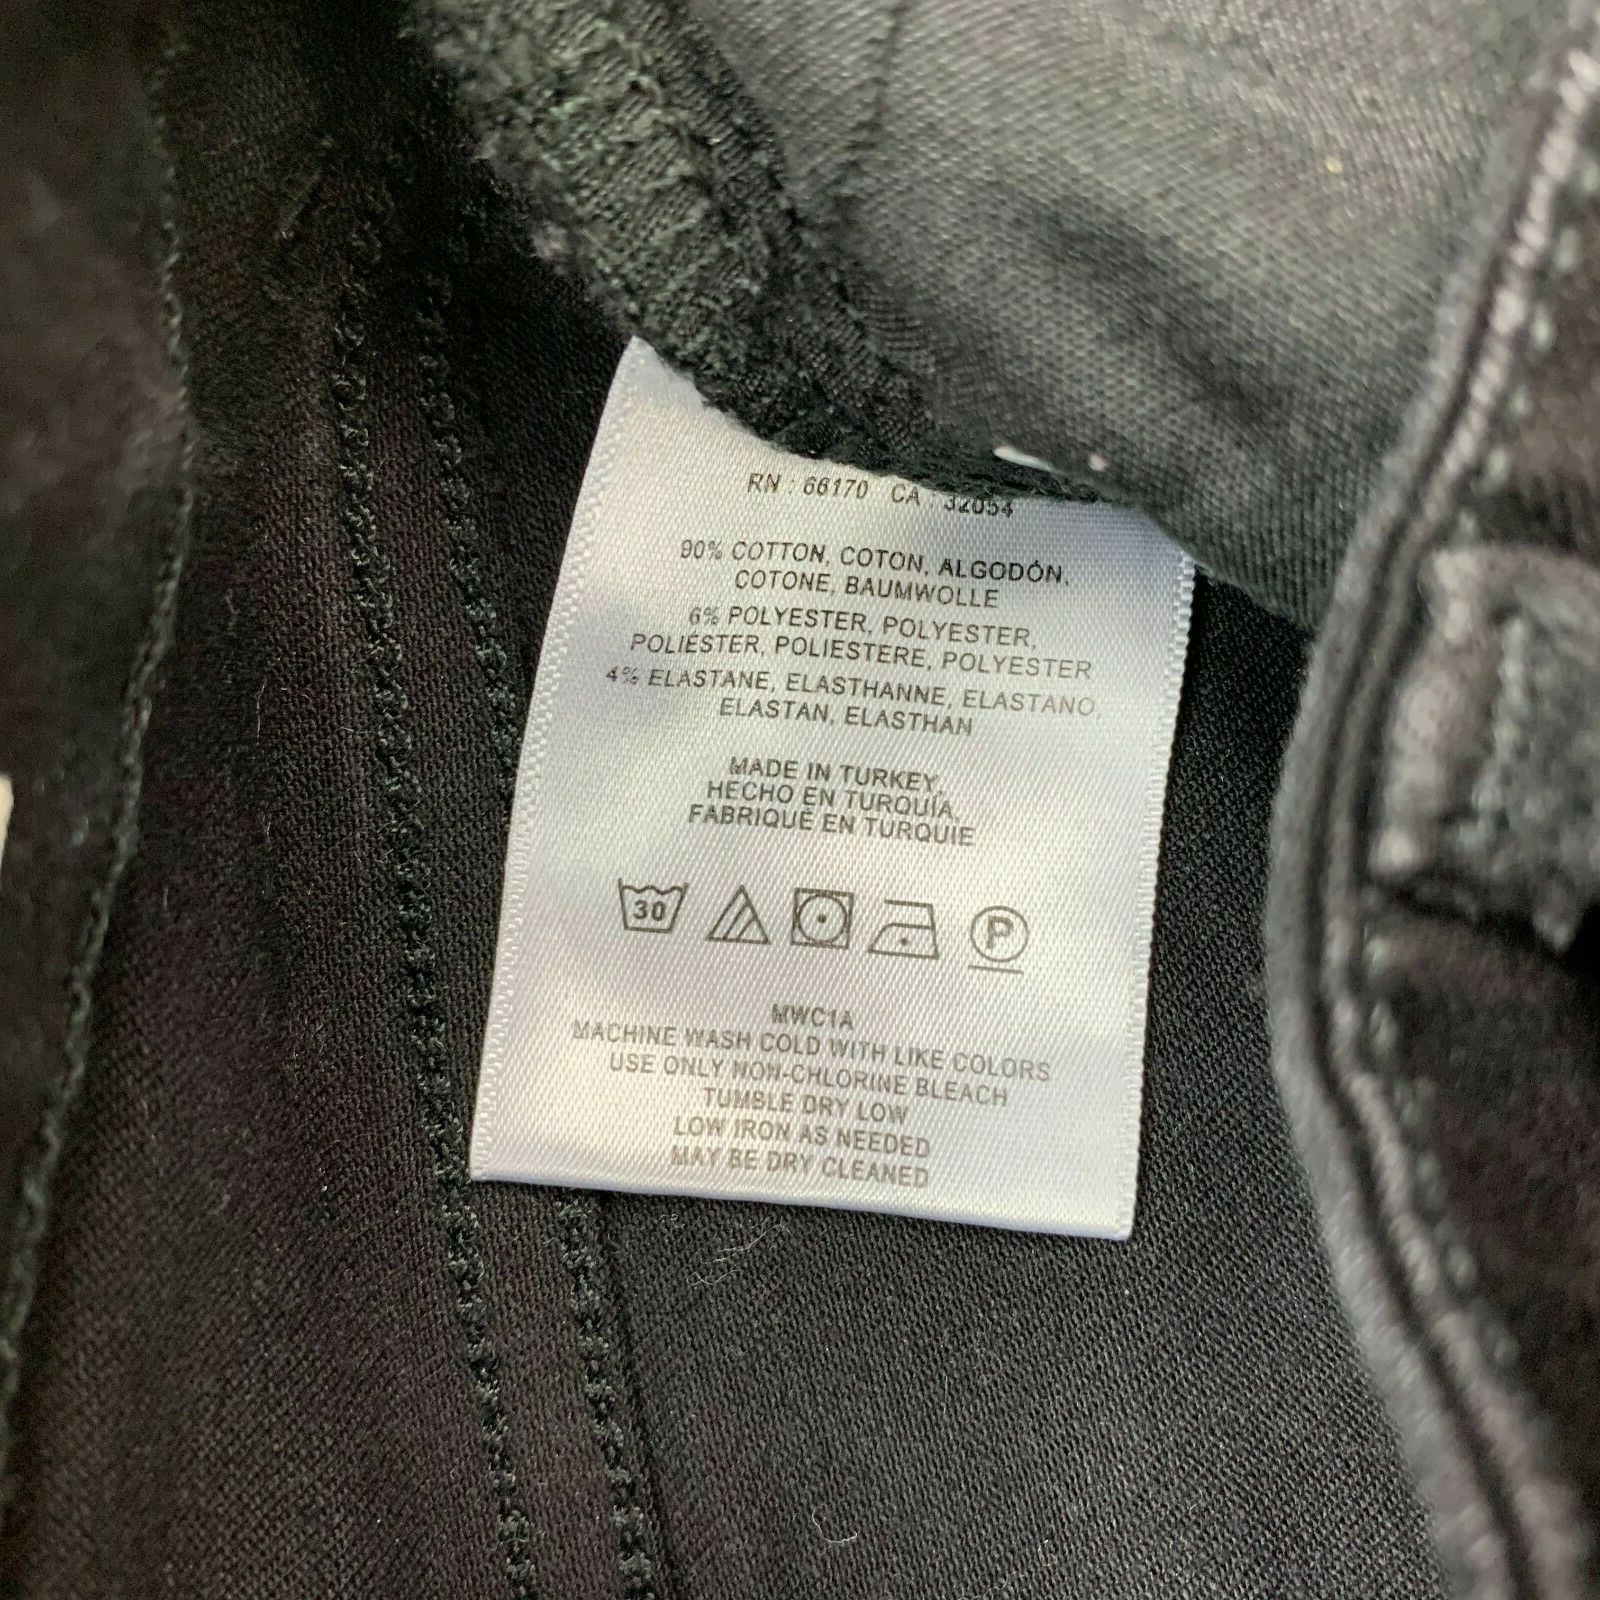 RN : 66170 CA : 32054
90% COTTON, COTON, ALGODÓN,
COTONE, BAUMWOLLE
6% POLYESTER, POLYESTER,
POLIÉSTER, POLIESTERE, POLYESTER
4% ELASTANE, ELASTHANNE, ELASTANO,
ELASTAN, ELASTHAN
MADE IN TURKEY,
HECHO EN TURQUÍA,
FABRIQUÉ EN TURQUIE
30 P
MWC1A
MACHINE WASH COLD WITH LIKE COLORS
USE ONLY NON-CHLORINE BLEACH
TUMBLE DRY LOW
LOW IRON AS NEEDED
MAY BE DRY CLEANED